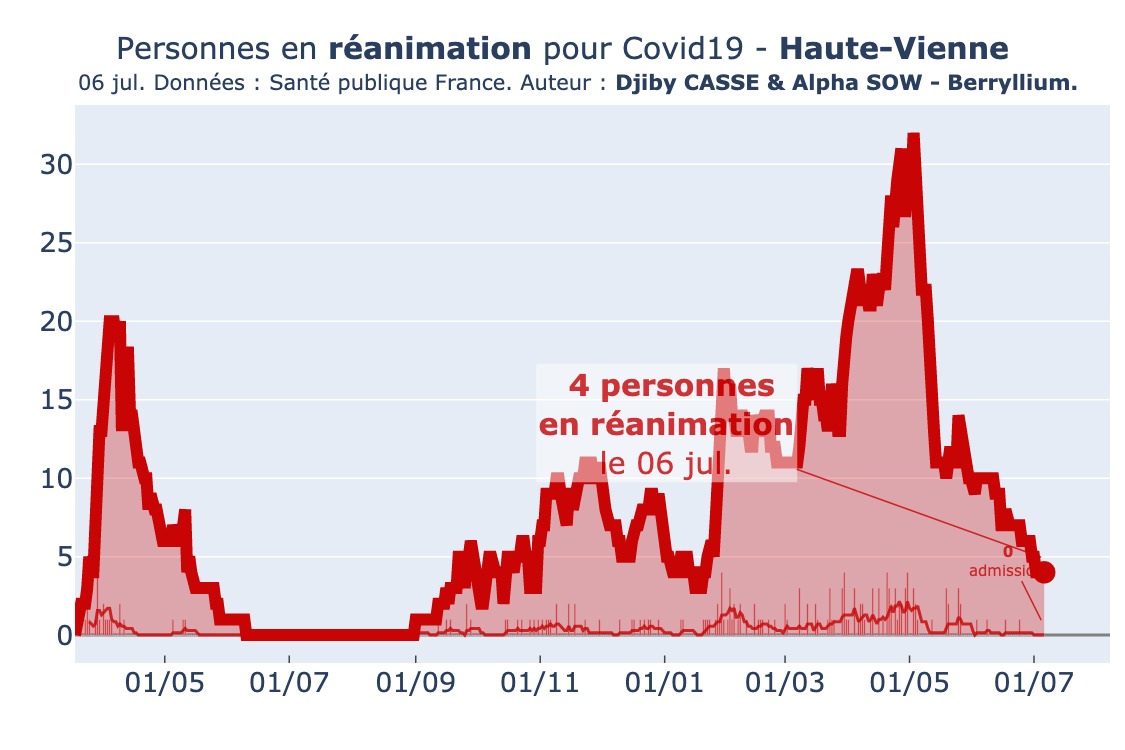 Personnes en réanimation pour Covid19 - Haute-Vienne
06 jul. Données : Santé publique France. Auteur : Djiby CASSE & Alpha SOW - Berryllium.
30
25
20
15
10
5
0
4 personnes
en réanimation
le 06 jul.
0
01/05 01/07 01/09 01/11 01/01 01/03 01/05 01/07